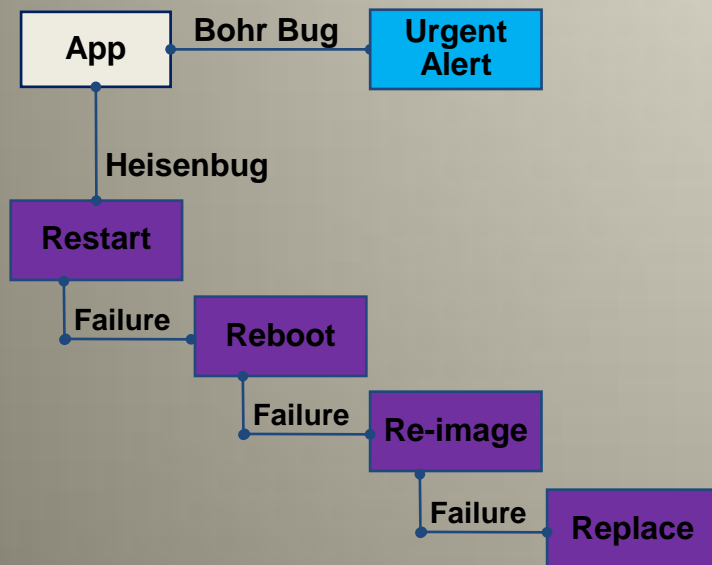 App
Bohr Bug
Urgent
Alert
Heisenbug
Restart
Failure
Reboot
Failure
Re-image
Failure
Replace